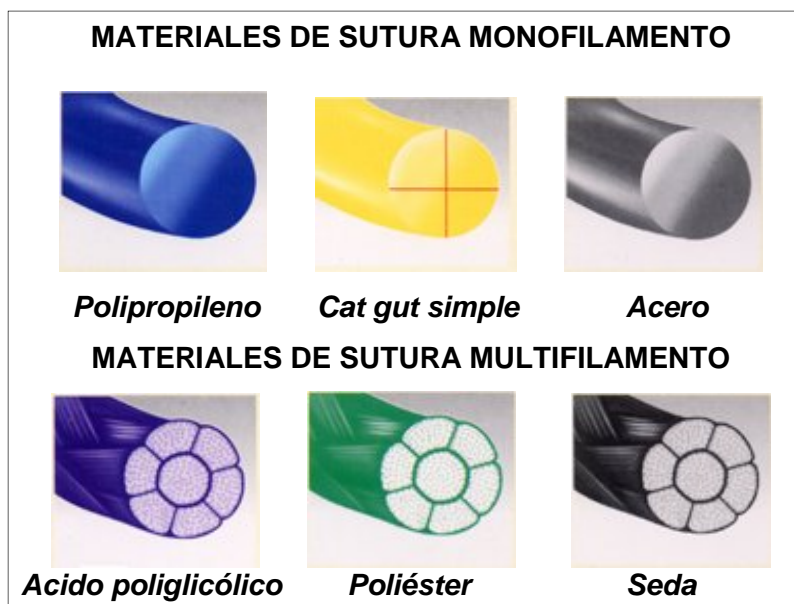 MATERIALES DE SUTURA MONOFILAMENTO
Polipropileno Cat gut simple Acero
MATERIALES DE SUTURA MULTIFILAMENTO
Acido poliglicólico Poliéster Seda